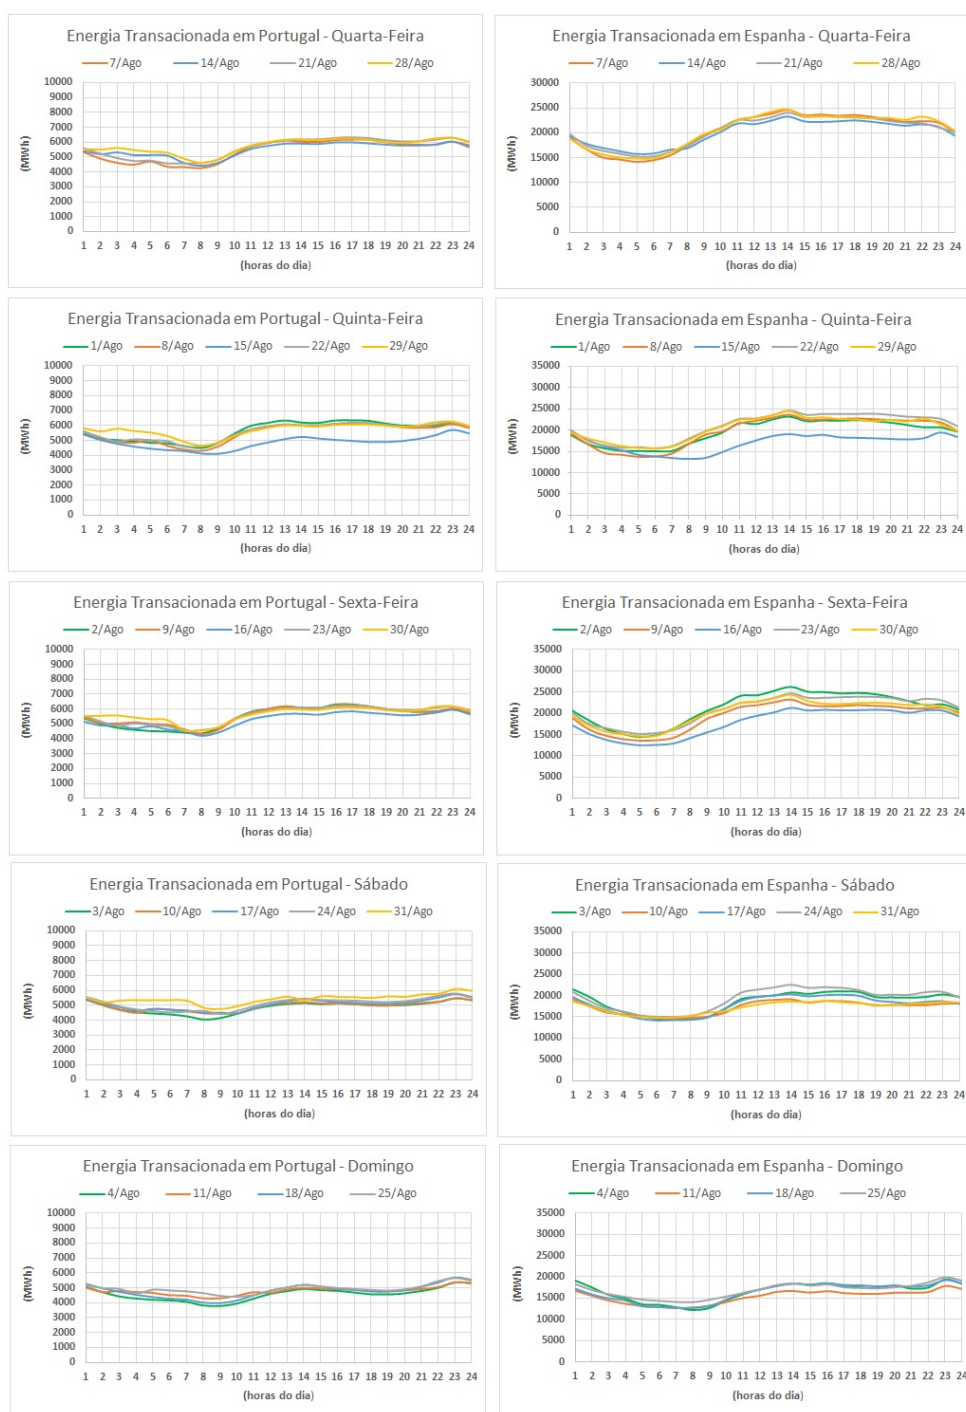 Energia Transacionada em Portugal - Quarta-Feira
7/Ago 14/Ago 21/Ago 28/Ago
(MWh)
10000
9000
8000
7000
6000
5000
4000
3000
2000
1000
0
1 2 3 4 5 6 7 8 9 10 11 12 13 14 15 16 17 18 19 20 21 22 23 24
(horas do dia)
Energia Transacionada em Espanha - Quarta-Feira
7/Ago 14/Ago 21/Ago 28/Ago
(MWh)
30000
25000
20000
15000
10000
5000
0
1 2 3 4 5 6 7 8 9 10 11 12 13 14 15 16 17 18 19 20 21 22 23 24
(horas do dia)
Energia Transacionada em Portugal - Quinta-Feira
1/Ago 8/Ago 15/Ago 22/Ago 29/Ago
(MWh)
10000
9000
8000
7000
6000
5000
4000
3000
2000
1000
0
1 2 3 4 5 6 7 8 9 10 11 12 13 14 15 16 17 18 19 20 21 22 23 24
(horas do dia)
Energia Transacionada em Espanha - Quinta-Feira
1/Ago 8/Ago 15/Ago 22/Ago 29/Ago
(MWh)
35000
30000
25000
20000
15000
10000
5000
0
1 2 3 4 5 6 7 8 9 10 11 12 13 14 15 16 17 18 19 20 21 22 23 24
(horas do dia)
Energia Transacionada em Portugal - Sexta-Feira
2/Ago 9/Ago 16/Ago 23/Ago 30/Ago
(MWh)
10000
9000
8000
7000
6000
5000
4000
3000
2000
1000
0
1 2 3 4 5 6 7 8 9 10 11 12 13 14 15 16 17 18 19 20 21 22 23 24
(horas do dia)
Energia Transacionada em Espanha - Sexta-Feira
2/Ago 9/Ago 16/Ago 23/Ago 30/Ago
(MWh)
35000
30000
25000
20000
15000
10000
5000
0
1 2 3 4 5 6 7 8 9 10 11 12 13 14 15 16 17 18 19 20 21 22 23 24
(horas do dia)
Energia Transacionada em Portugal - Sábado
3/Ago 10/Ago 17/Ago 24/Ago 31/Ago
(MWh)
10000
9000
8000
7000
6000
5000
4000
3000
2000
1000
0
1 2 3 4 5 6 7 8 9 10 11 12 13 14 15 16 17 18 19 20 21 22 23 24
(horas do dia)
Energia Transacionada em Espanha - Sábado
3/Ago 10/Ago 17/Ago 24/Ago 31/Ago
(MWh)
35000
30000
25000
20000
15000
10000
5000
0
1 2 3 4 5 6 7 8 9 10 11 12 13 14 15 16 17 18 19 20 21 22 23 24
(horas do dia)
Energia Transacionada em Portugal - Domingo
4/Ago 11/Ago 18/Ago 25/Ago
(MWh)
10000
9000
8000
7000
6000
5000
4000
3000
2000
1000
0
1 2 3 4 5 6 7 8 9 10 11 12 13 14 15 16 17 18 19 20 21 22 23 24
(horas do dia)
Energia Transacionada em Espanha - Domingo
4/Ago 11/Ago 18/Ago 25/Ago
(MWh)
35000
30000
25000
20000
15000
10000
5000
0
1 2 3 4 5 6 7 8 9 10 11 12 13 14 15 16 17 18 19 20 21 22 23 24
(horas do dia)